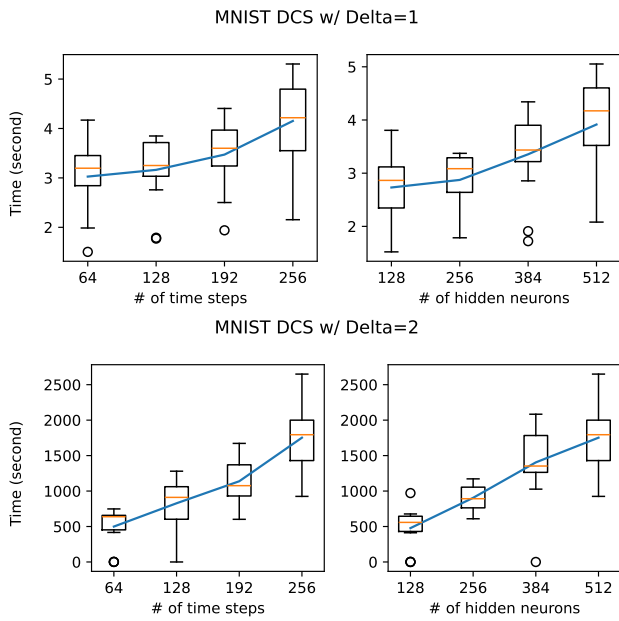 MNIST DCS w/ Delta=1
Time (second)
5
4
3
2
64 128 192 256
# of time steps
5
4
3
2
128 256 384 512
# of hidden neurons
MNIST DCS w/ Delta=2
Time (second)
2500
2000
1500
1000
500
0
64 128 192 256
# of time steps
2500
2000
1500
1000
500
0
128 256 384 512
# of hidden neurons